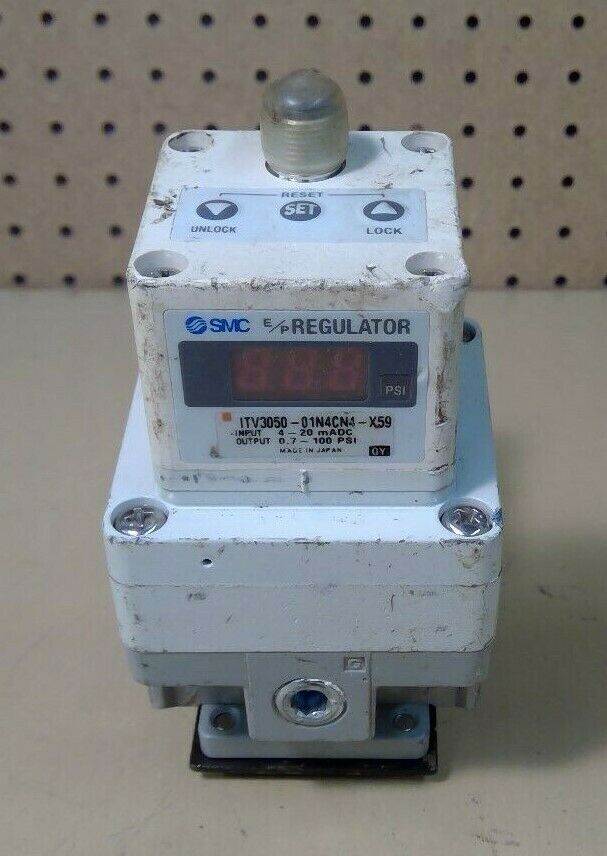 RESET
SET
UNLOCK LOCK
SMC E/P REGULATOR
8.8.8
PSI
ITV3050-01N4CN4-X59
INPUT 4-20 mADC
OUTPUT 0.7-100 PSI
MADE IN JAPAN QY
G